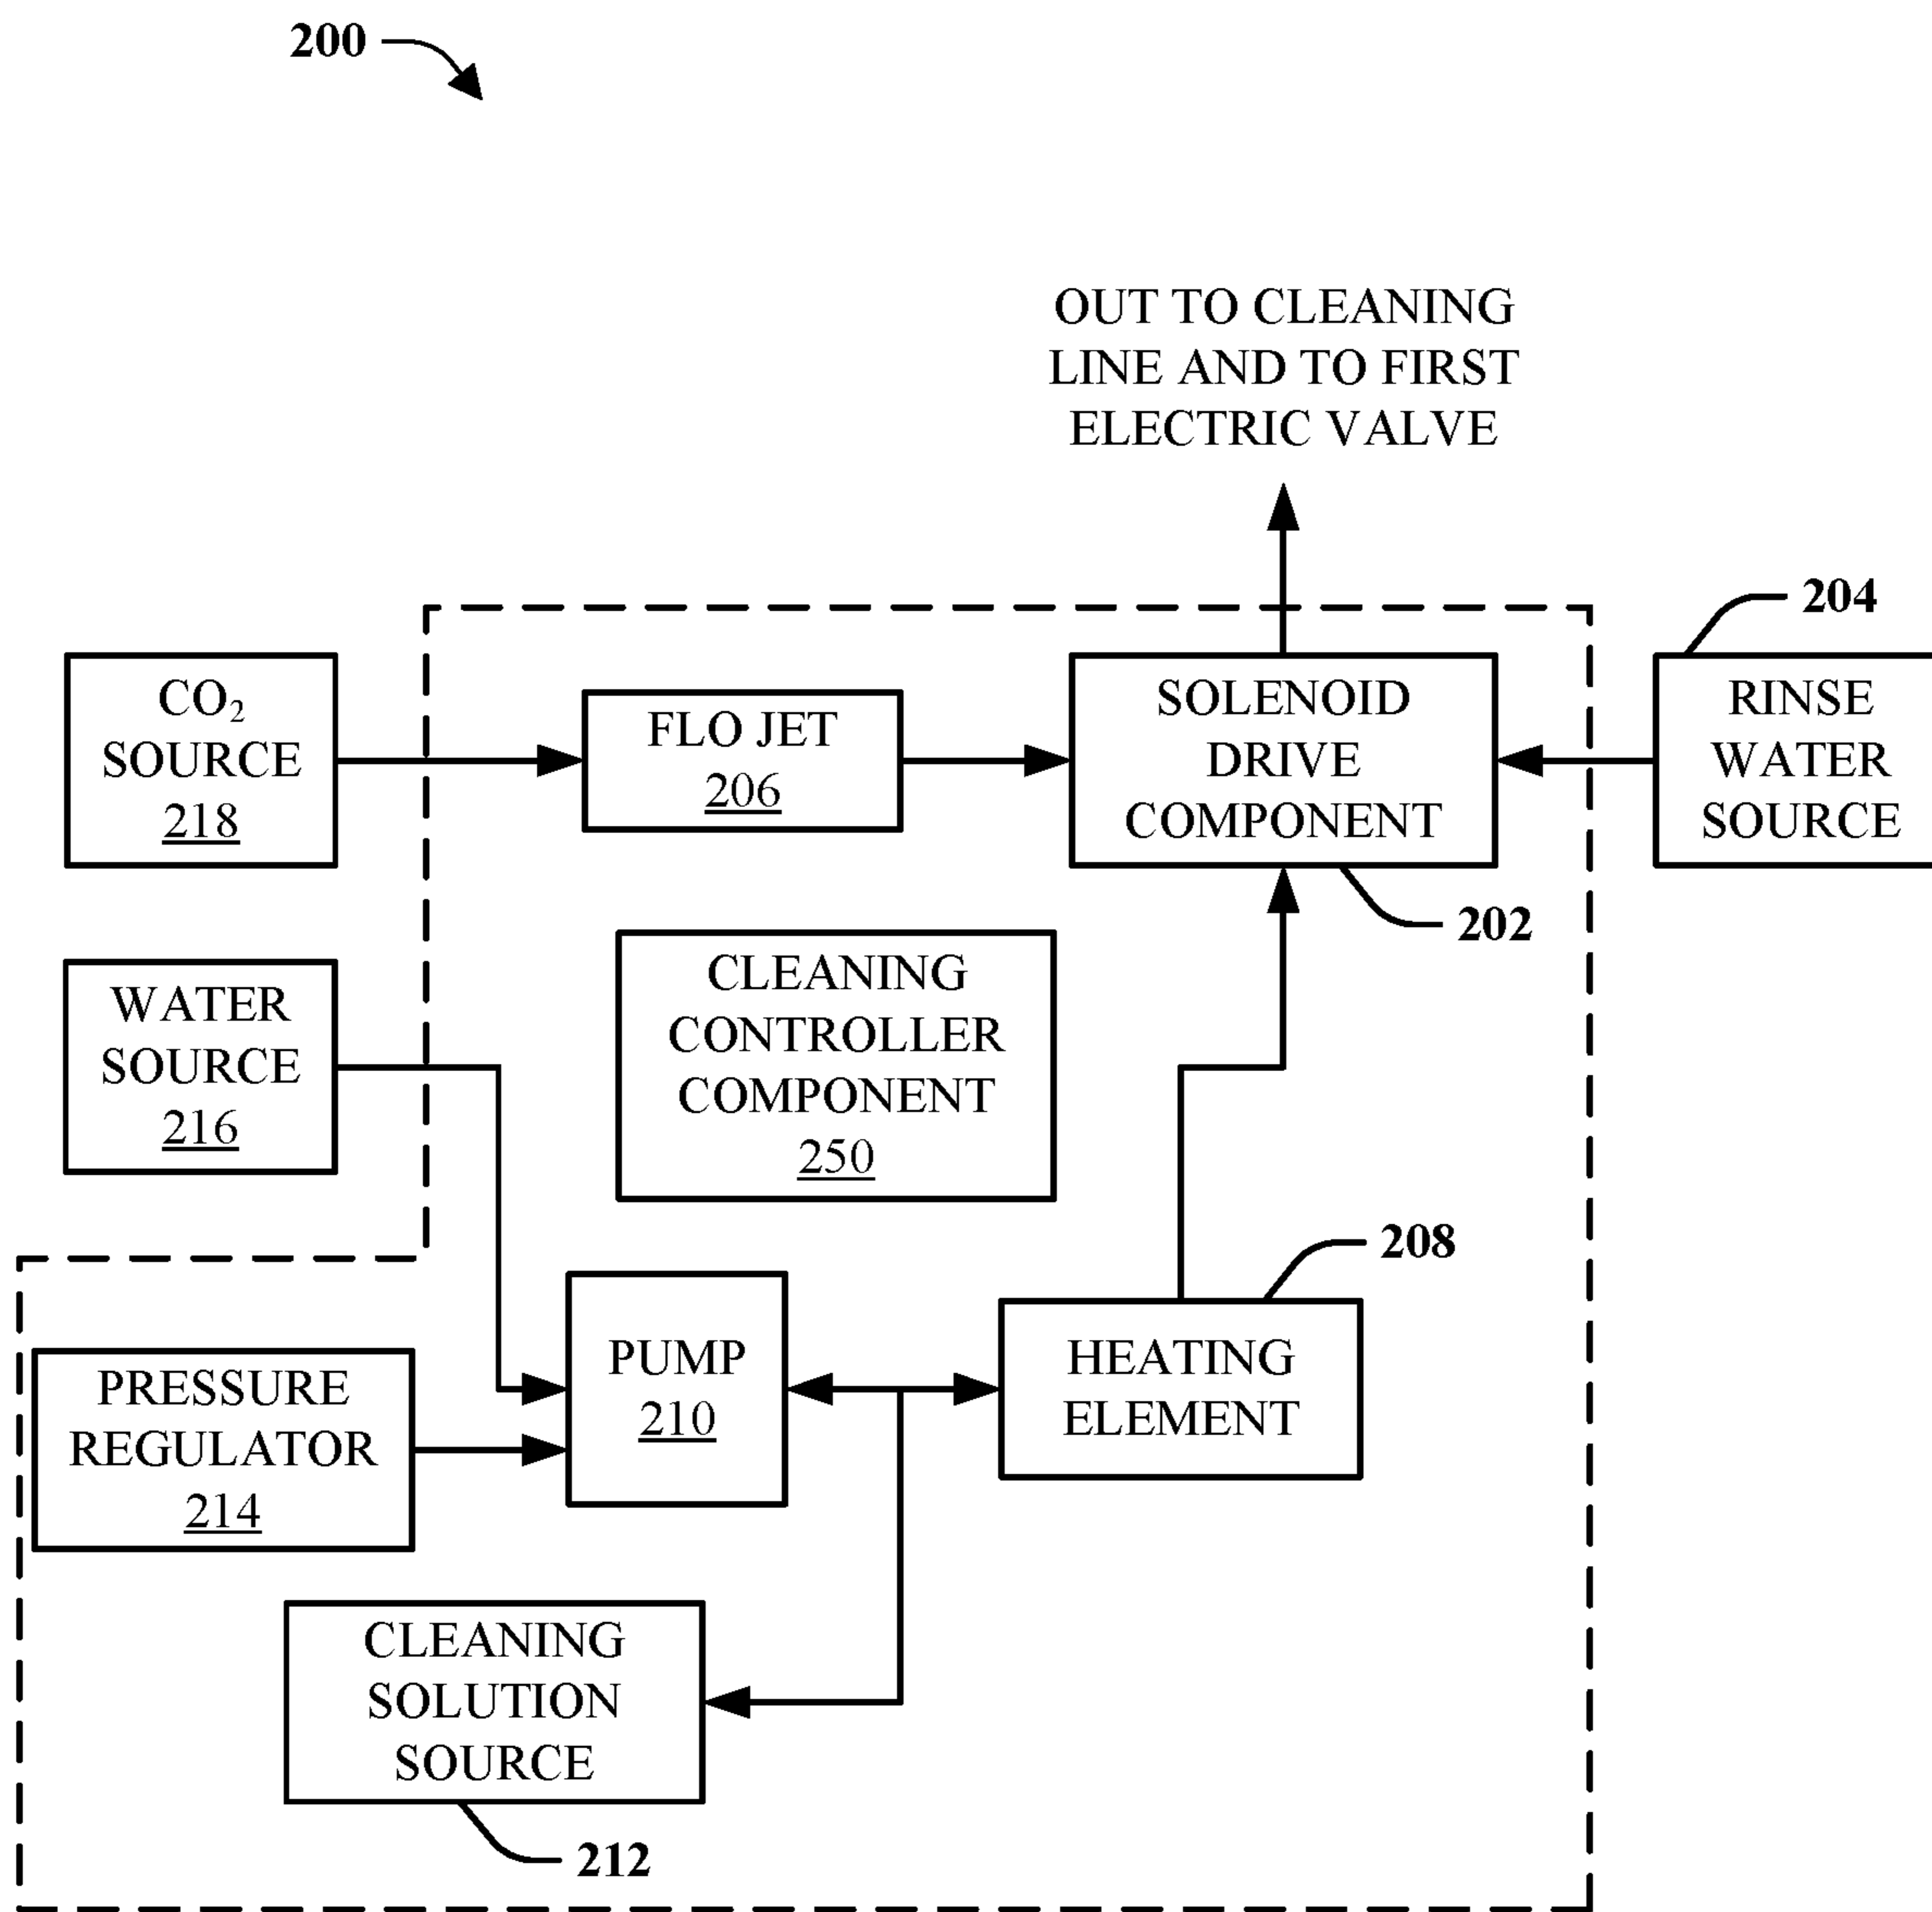 200
OUT TO CLEANING
LINE AND TO FIRST
ELECTRIC VALVE
204
CO₂
SOURCE
218
FLO JET
206
SOLENOID
DRIVE
COMPONENT
RINSE
WATER
SOURCE
202
WATER
SOURCE
216
CLEANING
CONTROLLER
COMPONENT
250
208
PRESSURE
REGULATOR
214
PUMP
210
HEATING
ELEMENT
CLEANING
SOLUTION
SOURCE
212